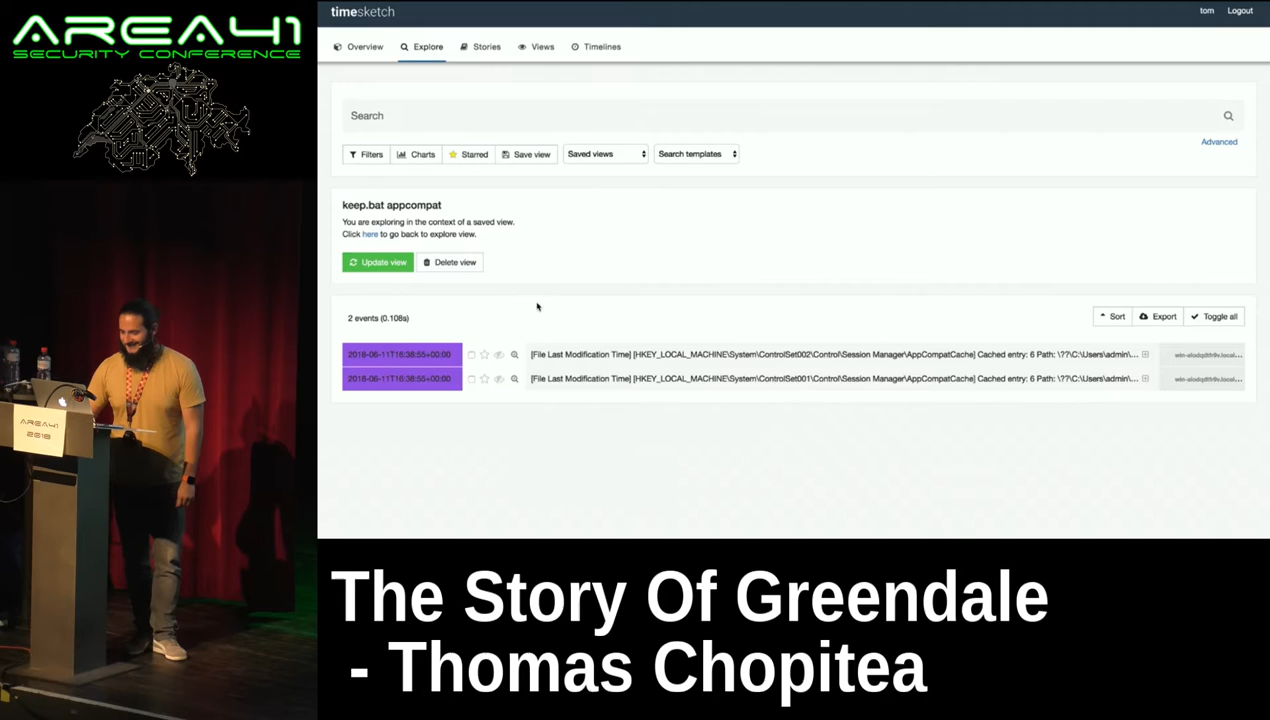 AREA41
SECURITY CONFERENCE
timesketch
tom
Logout
Overview
Explore
Stories
Views
Timelines
Search
Advanced
Filters
Charts
Starred
Save view
Saved views
Search templates
keep.bat appcompat
You are exploring in the context of a saved view.
Click here to go back to explore view.
Update view
Delete view
2 events (0.108s)
Sort
Export
Toggle all
2018-06-11T16:38:55+00:00
[File Last Modification Time] [HKEY_LOCAL_MACHINE\System\ControlSet002\Control\Session Manager\AppCompatCache] Cached entry: 6 Path: \??\C:\Users\admin\...
2018-06-11T16:38:55+00:00
[File Last Modification Time] [HKEY_LOCAL_MACHINE\System\ControlSet001\Control\Session Manager\AppCompatCache] Cached entry: 6 Path: \??\C:\Users\admin\...
AREA41
2018
The Story Of Greendale
- Thomas Chopitea